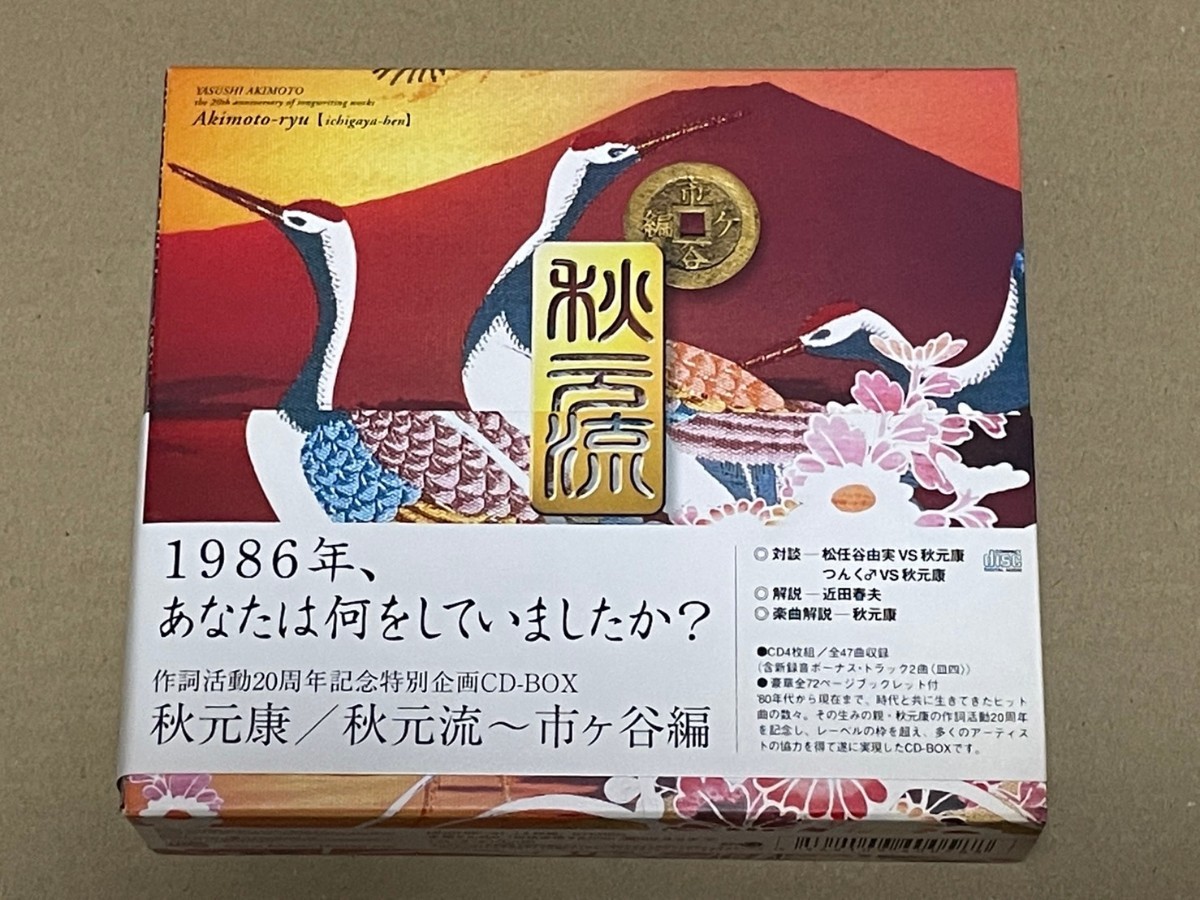 YASUSHI AKIMOTO
the 20th anniversary of songwriting works
Akimoto-ryu【ichigaya-hen】
市ケ谷編
秋元流
1986年、
あなたは何をしていましたか?
作詞活動20周年記念特別企画CD-BOX
秋元康／秋元流～市ヶ谷編
◎ 対談 ― 松任谷由実 VS 秋元康
つんく♂ VS 秋元康
◎ 解説 ― 近田春夫
◎ 楽曲解説 ― 秋元康
disc
DIGITAL AUDIO
●CD4枚組／全47曲収録
（含新録音ボーナス・トラック2曲（皿四））
●豪華全72ページブックレット付
'80年代から現在まで、時代と共に生きてきたヒット
曲の数々。その生みの親・秋元康の作詞活動20周年
を記念し、レーベルの枠を超え、多くのアーティス
トの協力を得て遂に実現したCD-BOXです。